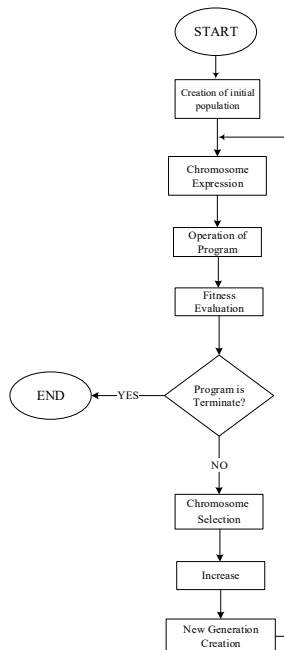 START
Creation of initial
population
Chromosome
Expression
Operation of
Program
Fitness
Evaluation
Program is
Terminate?
YES
END
NO
Chromosome
Selection
Increase
New Generation
Creation